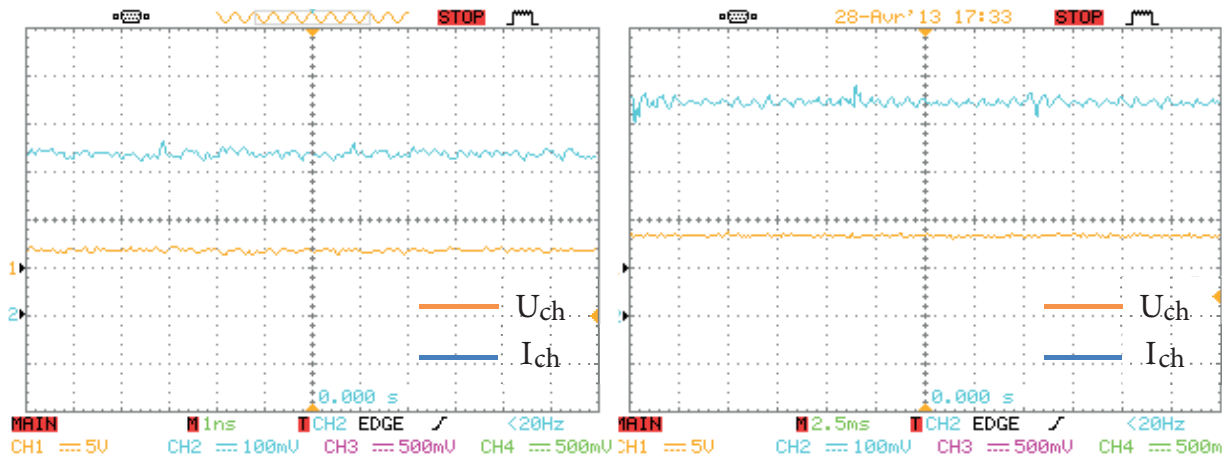 STOP
28-Avr'13 17:33 STOP
1
2
Uch
Ich
Uch
Ich
0.000 s
0.000 s
MAIN M 1ns T CH2 EDGE <20Hz
CH1 5V CH2 100mV CH3 500mV CH4 500mV
MAIN M 2.5ms T CH2 EDGE <20Hz
CH1 5V CH2 100mV CH3 500mV CH4 500m